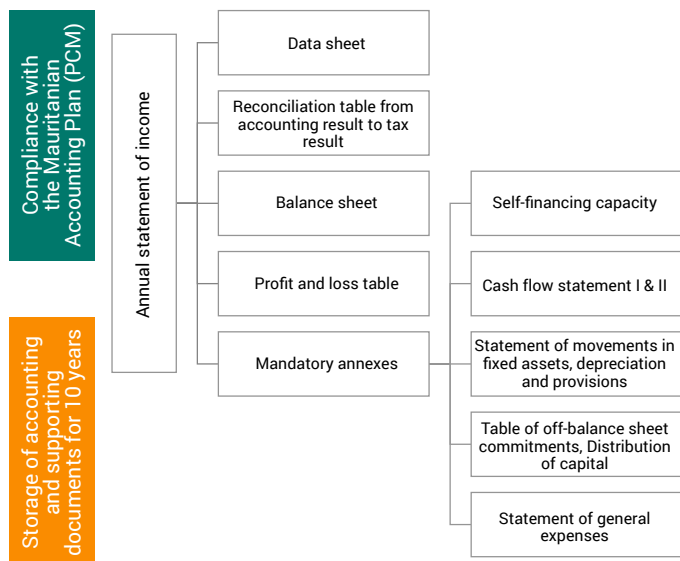 Compliance with
the Mauritanian
Accounting Plan (PCM)
Storage of accounting
and supporting
documents for 10 years
Annual statement of income
Data sheet
Reconciliation table from
accounting result to tax
result
Balance sheet
Profit and loss table
Mandatory annexes
Self-financing capacity
Cash flow statement I & II
Statement of movements in
fixed assets, depreciation
and provisions
Table of off-balance sheet
commitments, Distribution
of capital
Statement of general
expenses